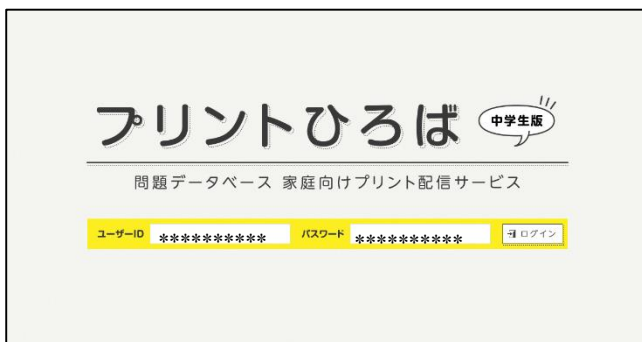 プリントひろば 中学生版
問題データベース 家庭向けプリント配信サービス
ユーザーID ********** パスワード ********** ログイン